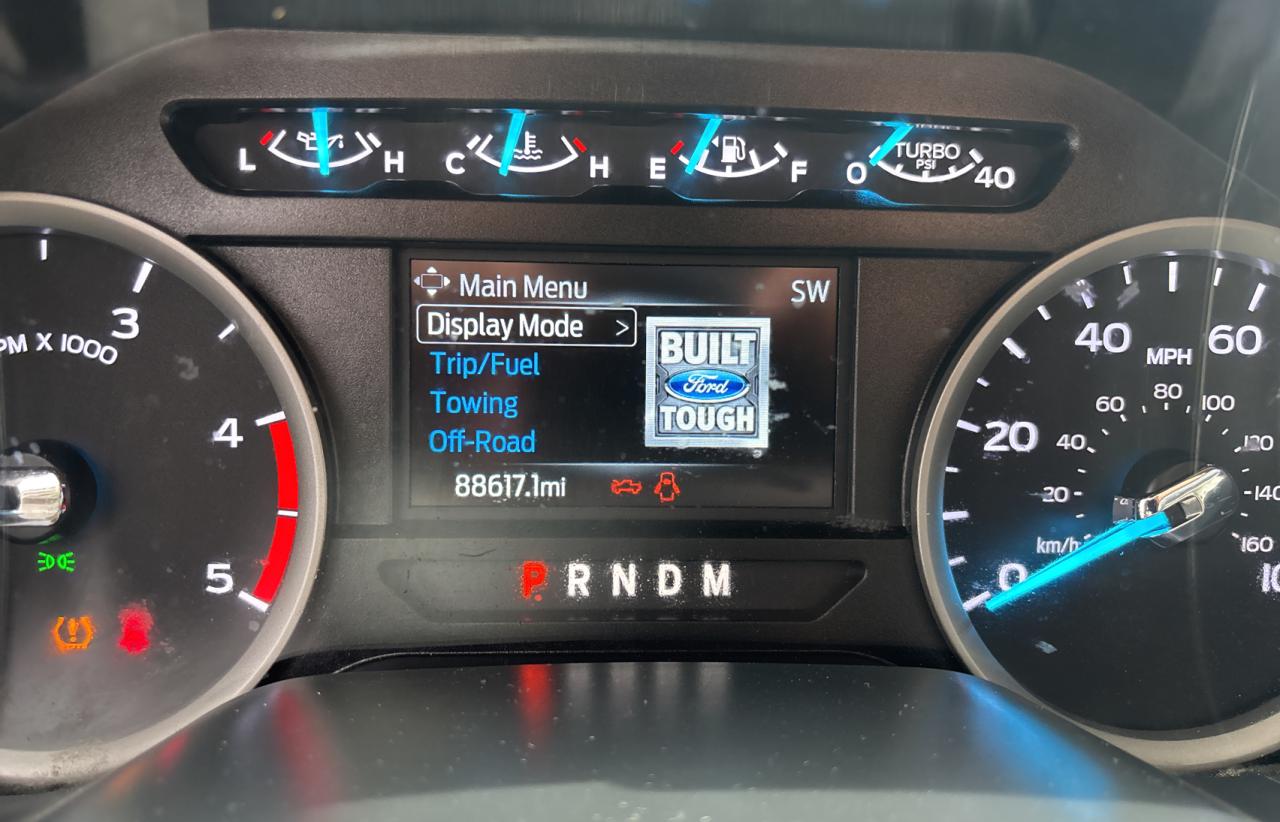 L H C H E F 0 TURBO PSI 40
Main Menu SW
Display Mode >
Trip/Fuel
Towing
Off-Road
88617.1mi
BUILT
Ford
TOUGH
P R N D M
3
PM X 1000
4
5
40 60
MPH
20
0
10
80
60 100
40 120
20 140
km/h 160